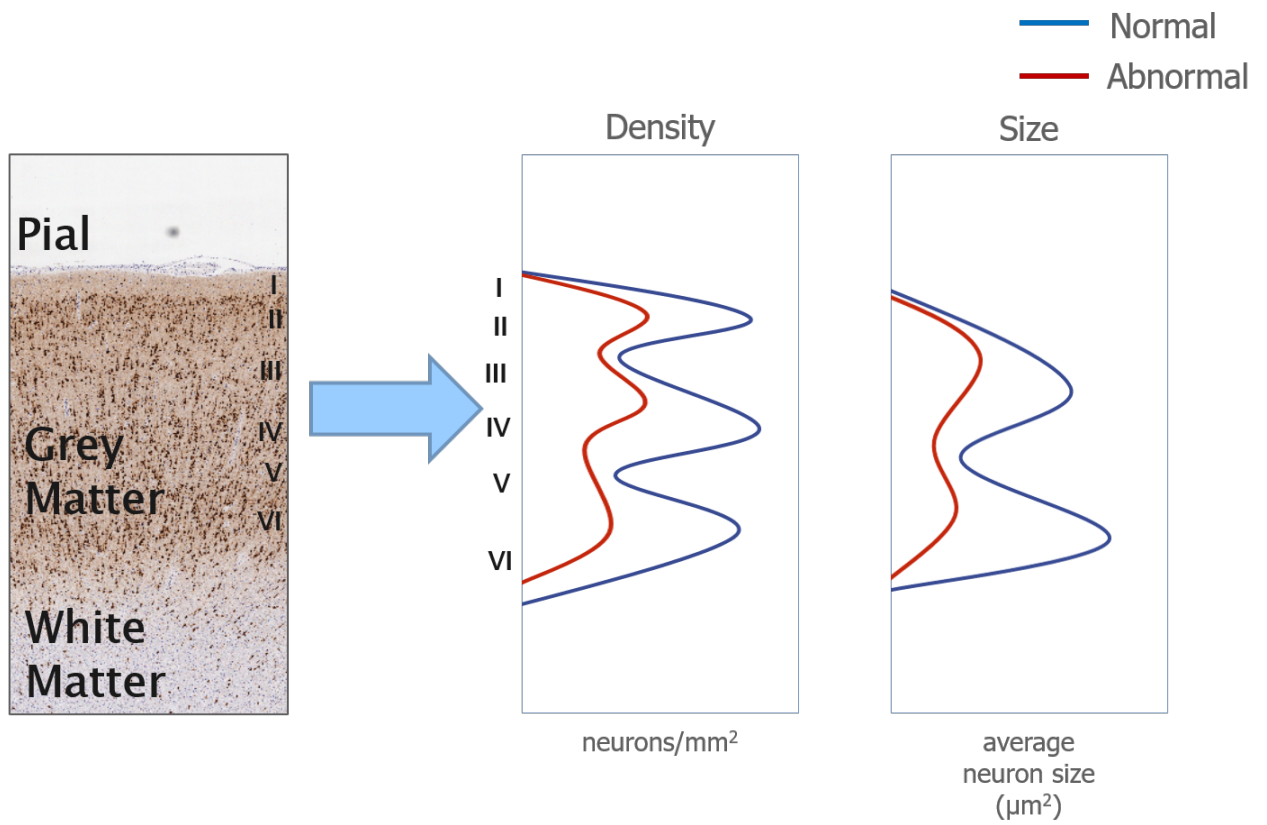 Normal
Abnormal
Density
Size
Pial
I
II
III
IV
V
VI
Grey
Matter
White
Matter
I
II
III
IV
V
VI
neurons/mm²
average
neuron size
(µm²)